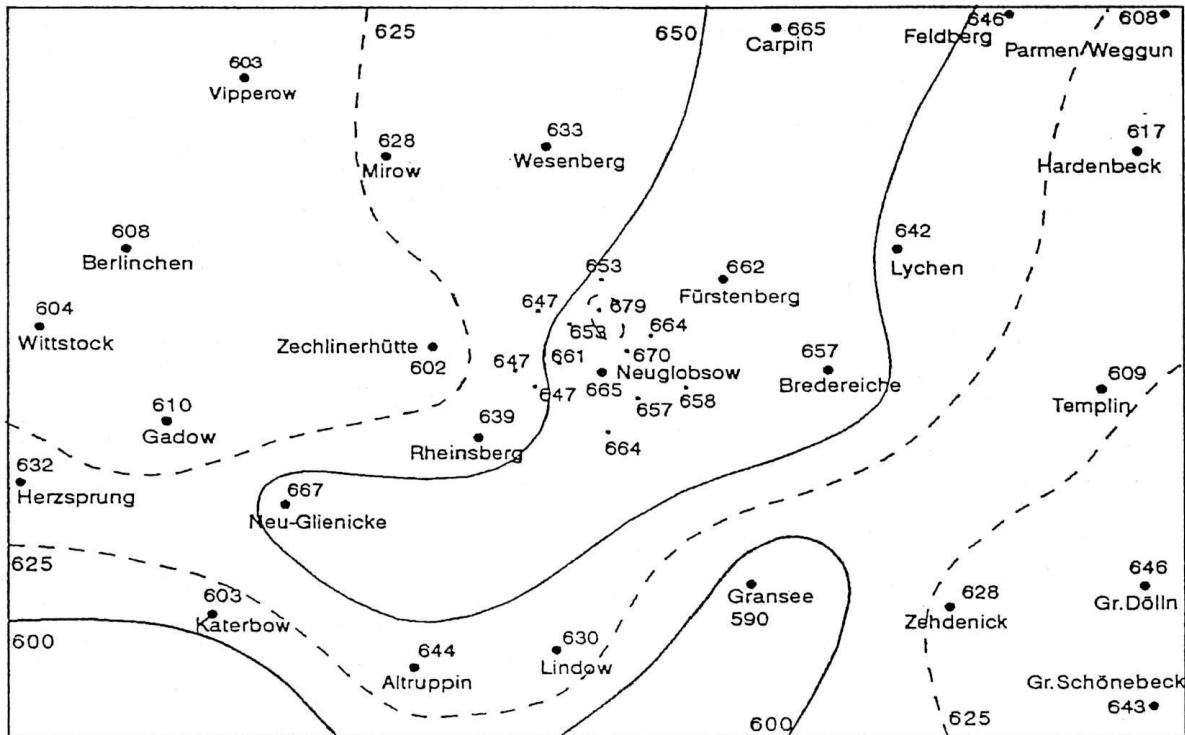 625
650
665
Carpin
646
Feldberg
608
Parmen/Weggun
603
Vipperow
628
Mirow
633
Wesenberg
617
Hardenbeck
608
Berlinchen
642
Lychen
653
662
Fürstenberg
604
Wittstock
647
679
653
664
Zechlinerhütte
602
647
661
670
Neuglobsow
665
657
Bredereiche
609
Templin
647
657
658
610
Gadow
639
Rheinsberg
664
632
Herzsprung
667
Neu-Glienicke
625
603
Katerbow
600
Gransee
590
628
Zehdenick
646
Gr.Dölln
644
Altruppin
630
Lindow
Gr.Schönebeck
643
600
625